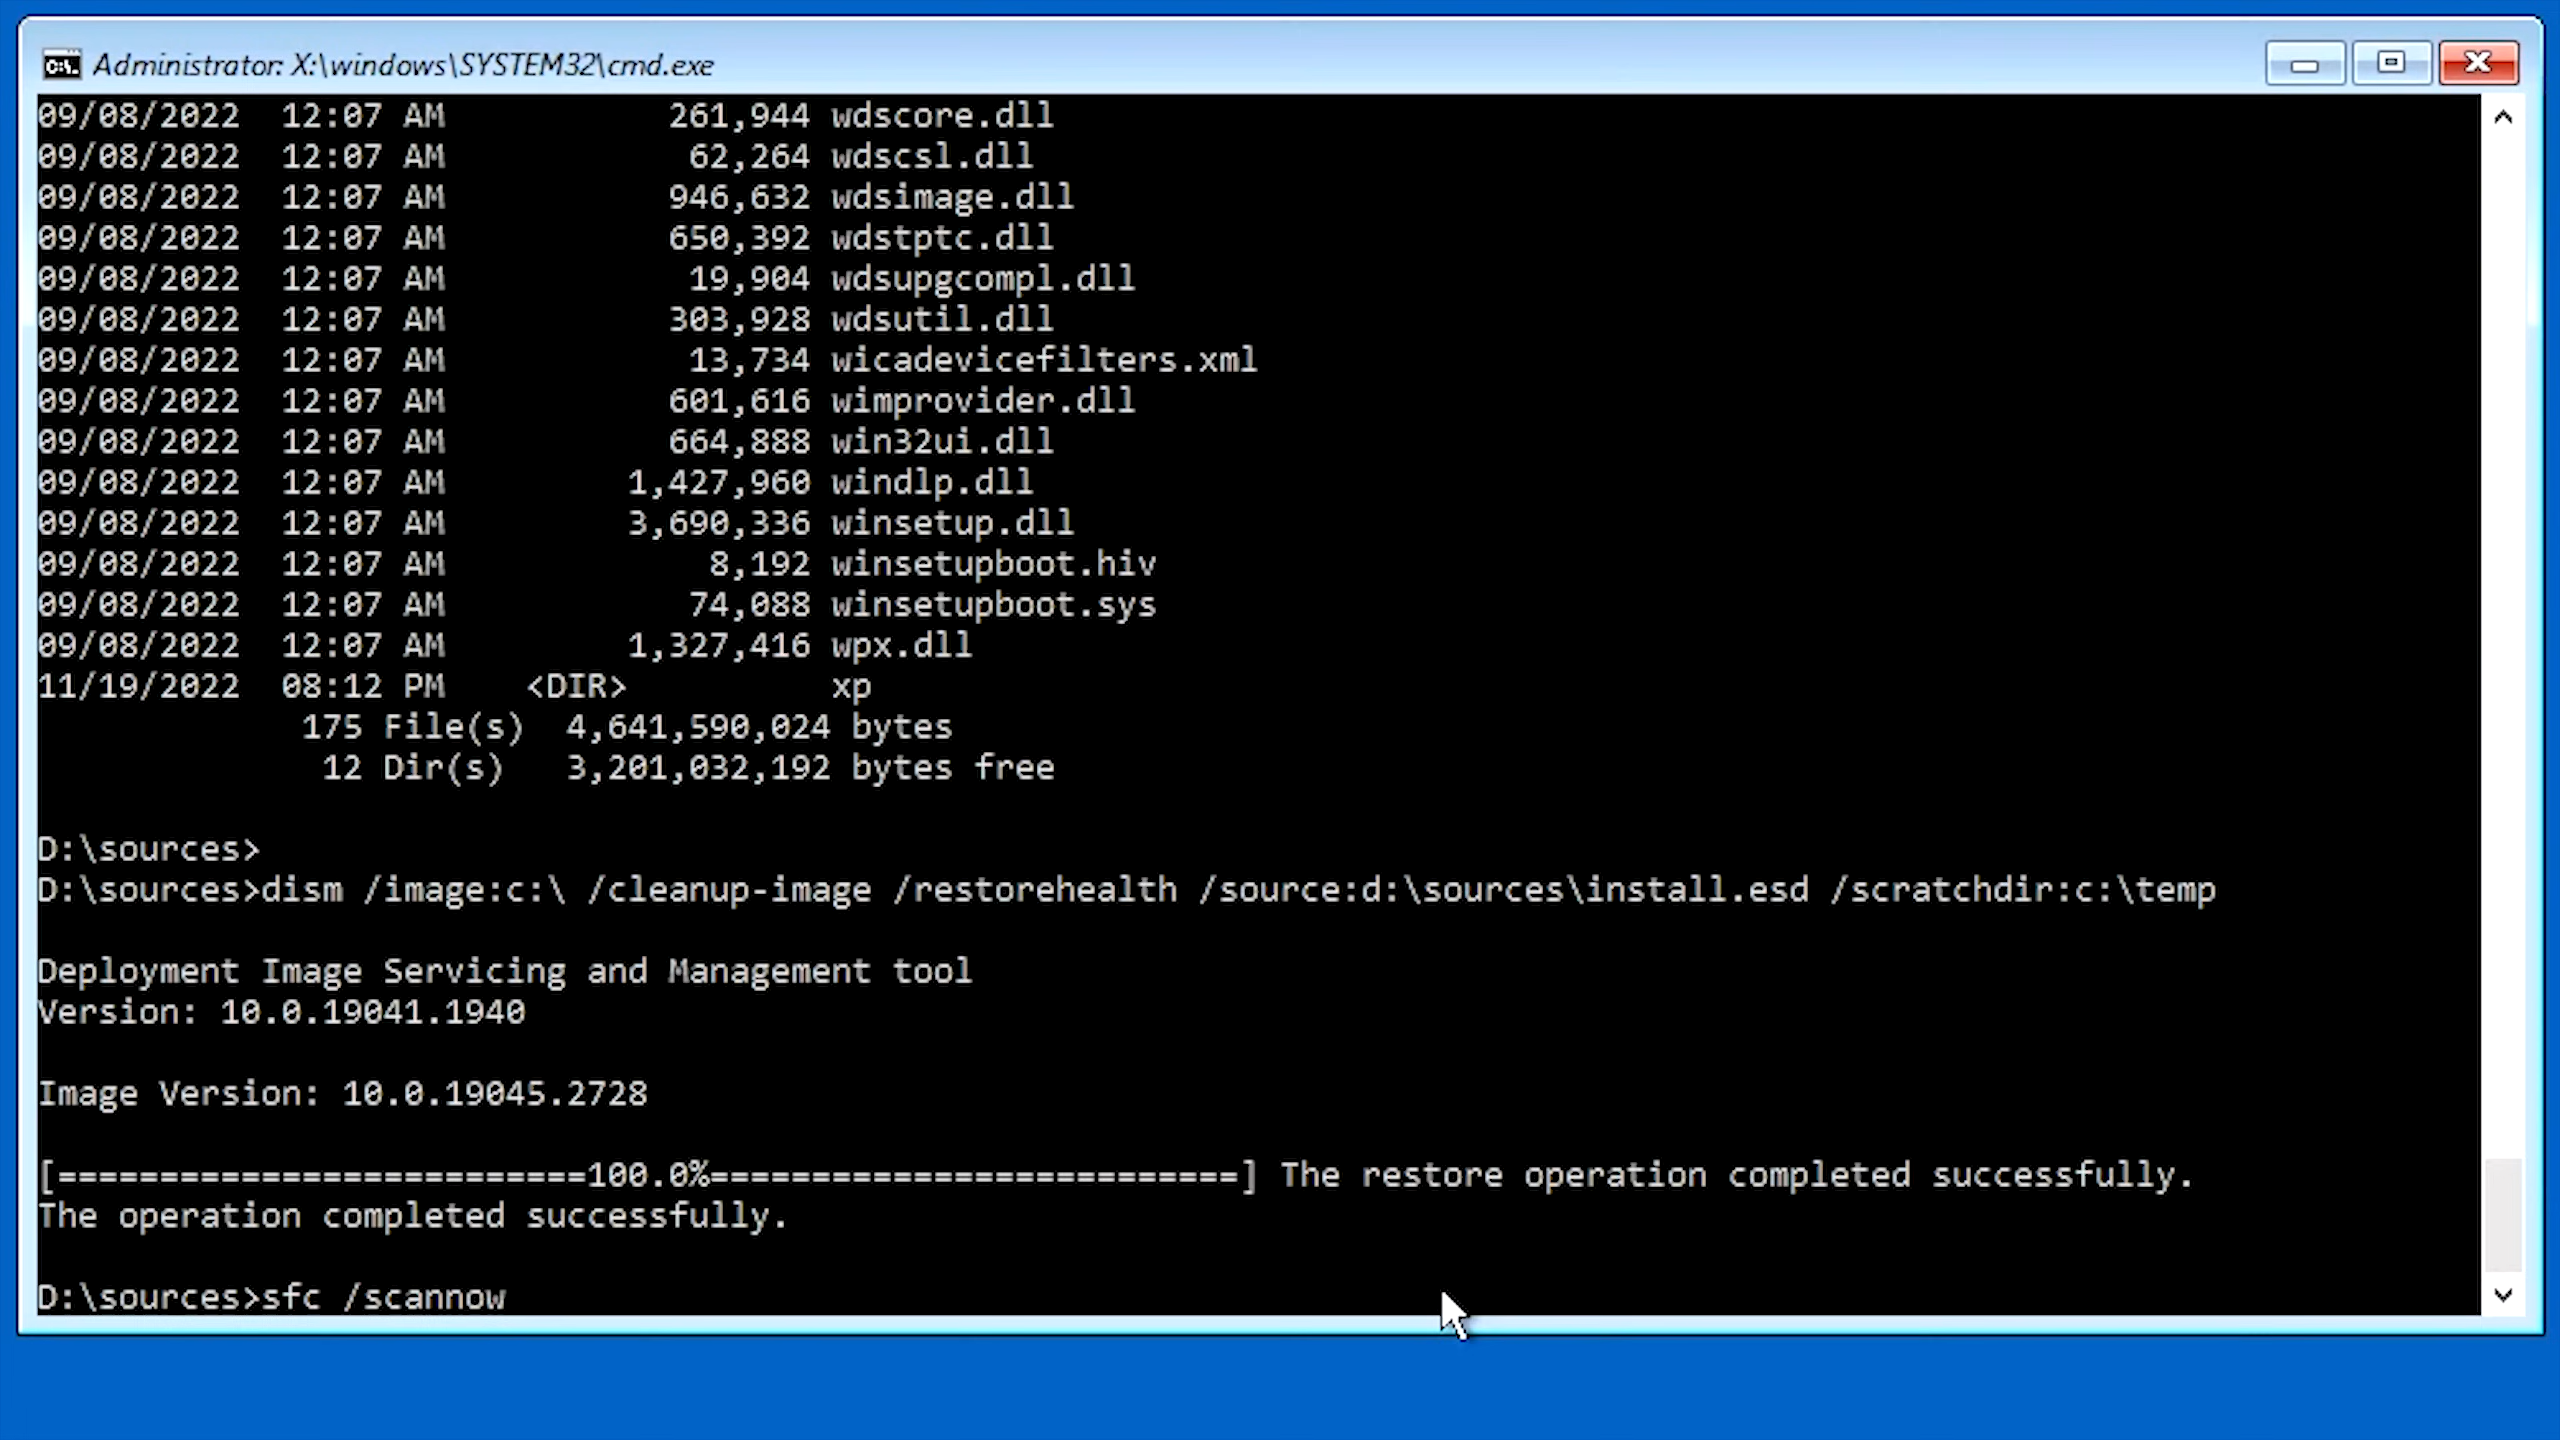 Administrator: X:\windows\SYSTEM32\cmd.exe
09/08/2022  12:07 AM           261,944 wdscore.dll
09/08/2022  12:07 AM            62,264 wdscsl.dll
09/08/2022  12:07 AM           946,632 wdsimage.dll
09/08/2022  12:07 AM           650,392 wdstptc.dll
09/08/2022  12:07 AM            19,904 wdsupgcompl.dll
09/08/2022  12:07 AM           303,928 wdsutil.dll
09/08/2022  12:07 AM            13,734 wicadevicefilters.xml
09/08/2022  12:07 AM           601,616 wimprovider.dll
09/08/2022  12:07 AM           664,888 win32ui.dll
09/08/2022  12:07 AM         1,427,960 windlp.dll
09/08/2022  12:07 AM         3,690,336 winsetup.dll
09/08/2022  12:07 AM             8,192 winsetupboot.hiv
09/08/2022  12:07 AM            74,088 winsetupboot.sys
09/08/2022  12:07 AM         1,327,416 wpx.dll
11/19/2022  08:12 PM    <DIR>          xp
             175 File(s)  4,641,590,024 bytes
              12 Dir(s)   3,201,032,192 bytes free
D:\sources>
D:\sources>dism /image:c:\ /cleanup-image /restorehealth /source:d:\sources\install.esd /scratchdir:c:\temp
Deployment Image Servicing and Management tool
Version: 10.0.19041.1940
Image Version: 10.0.19045.2728
[==========================100.0%==========================] The restore operation completed successfully.
The operation completed successfully.
D:\sources>sfc /scannow